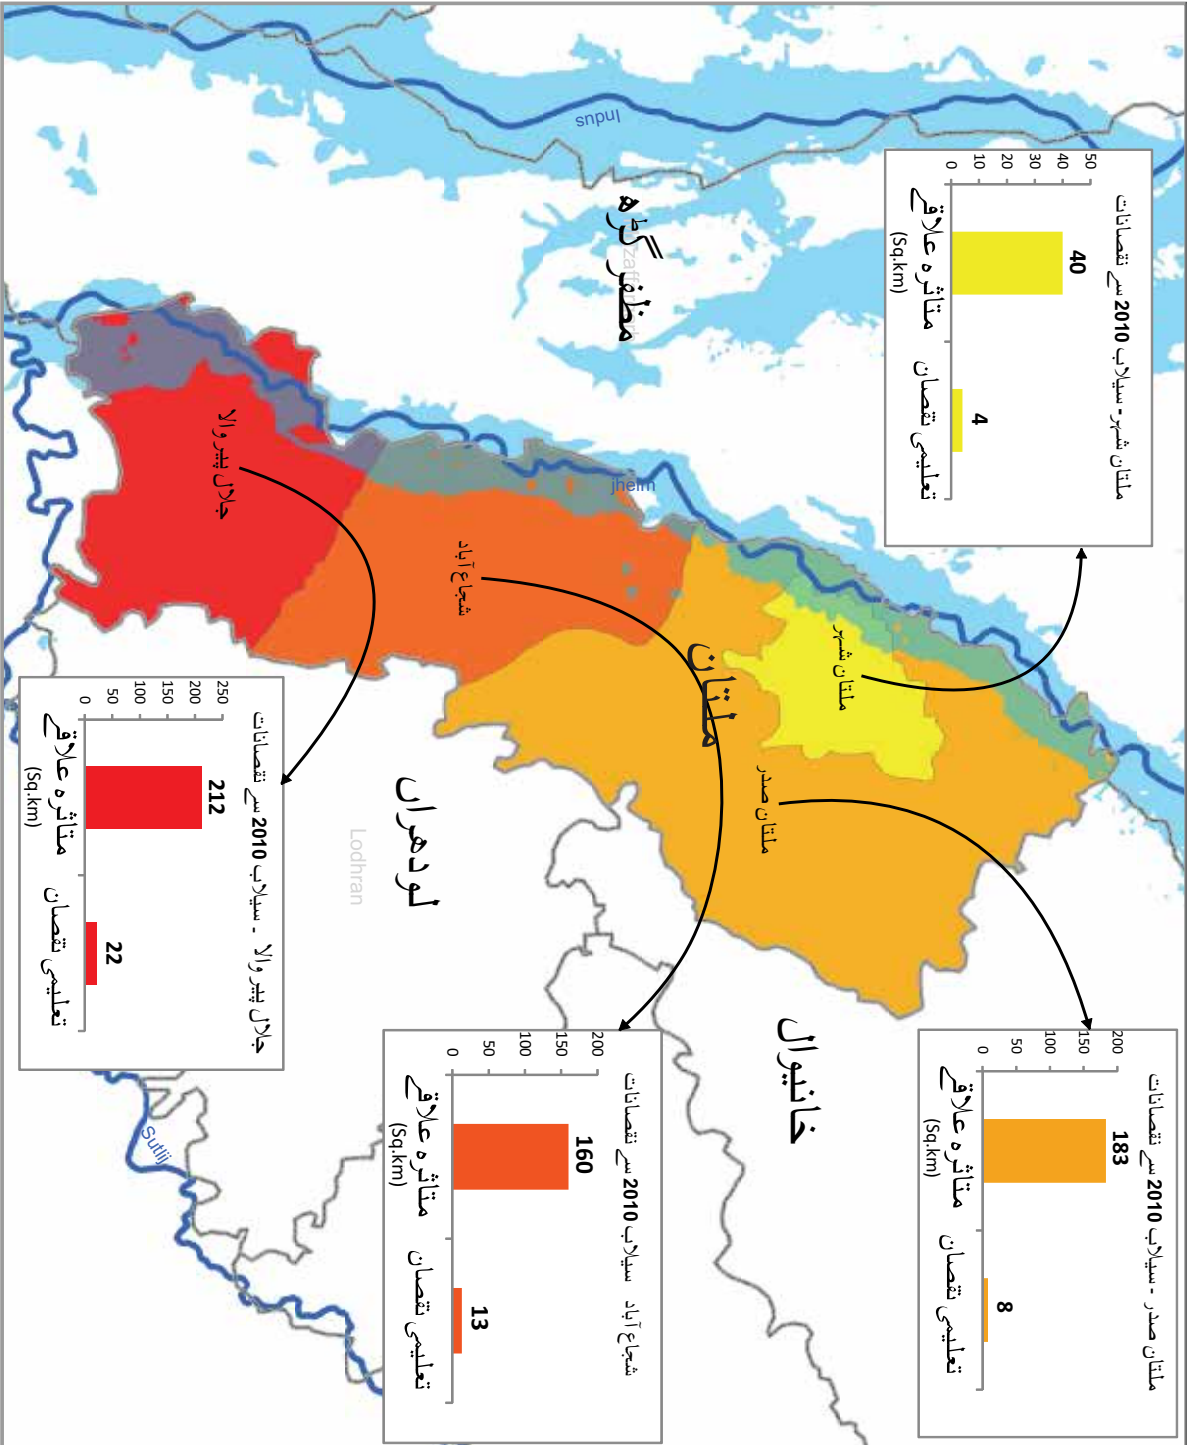 ملتان شہر - سیلاب 2010 سے نقصانات
50
40
30
20
10
0
40
4
متاثرہ علاقے
(Sq.km)
تعلیمی نقصان
ملتان صدر - سیلاب 2010 سے نقصانات
200
150
100
50
0
183
8
متاثرہ علاقے
(Sq.km)
تعلیمی نقصان
شجاع آباد سیلاب 2010 سے نقصانات
200
150
100
50
0
160
13
متاثرہ علاقے
(Sq.km)
تعلیمی نقصان
جلال پیر والا - سیلاب 2010 سے نقصانات
250
200
150
100
50
0
212
22
متاثرہ علاقے
(Sq.km)
تعلیمی نقصان
Indus
مظفر گڑھ
jhelm
ملتان شہر
ملتان
ملتان صدر
شجاع آباد
جلال پیر والا
خانیوال
لودھراں
Lodhran
Sutlij